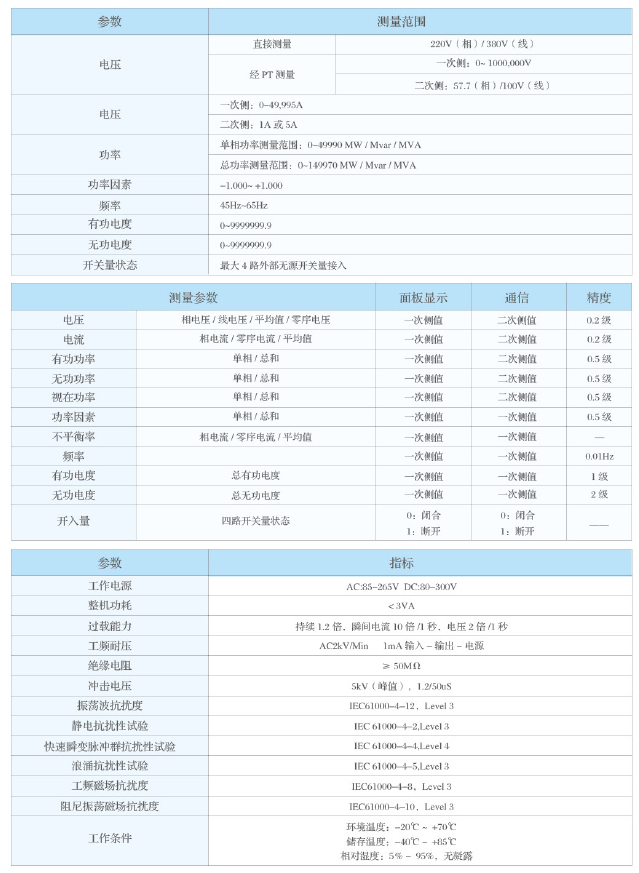 参数 测量范围
电压 直接测量 220V（相）/ 380V（线）
经 PT 测量 一次侧：0~ 1000,000V
二次侧：57.7（相）/100V（线）
电压 一次侧：0~49,995A
二次侧：1A 或 5A
功率 单相功率测量范围：0~49990 MW / Mvar / MVA
总功率测量范围：0~149970 MW / Mvar / MVA
功率因素 -1.000~ +1.000
频率 45Hz~65Hz
有功电度 0~9999999.9
无功电度 0~9999999.9
开关量状态 最大 4 路外部无源开关量接入
测量参数 面板显示 通信 精度
电压 相电压 / 线电压 / 平均值 / 零序电压 一次侧值 二次侧值 0.2 级
电流 相电流 / 零序电流 / 平均值 一次侧值 二次侧值 0.2 级
有功功率 单相 / 总和 一次侧值 二次侧值 0.5 级
无功功率 单相 / 总和 一次侧值 二次侧值 0.5 级
视在功率 单相 / 总和 一次侧值 二次侧值 0.5 级
功率因素 单相 / 总和 一次侧值 一次侧值 0.5 级
不平衡率 相电流 / 零序电流 / 平均值 一次侧值 一次侧值 —
频率 一次侧值 一次侧值 0.01Hz
有功电度 总有功电度 一次侧值 一次侧值 1 级
无功电度 总无功电度 一次侧值 一次侧值 2 级
开入量 四路开关量状态 0：闭合 0：闭合 ——
1：断开 1：断开
参数 指标
工作电源 AC:85-265V DC:80-300V
整机功耗 <3VA
过载能力 持续 1.2 倍，瞬间电流 10 倍 /1 秒、电压 2 倍 /1 秒
工频耐压 AC2kV/Min 1mA 输入 – 输出 – 电源
绝缘电阻 ≥ 50MΩ
冲击电压 5kV（峰值），1.2/50uS
振荡波抗扰度 IEC61000-4-12，Level 3
静电抗扰性试验 IEC 61000-4-2,Level 3
快速瞬变脉冲群抗扰性试验 IEC 61000-4-4,Level 4
浪涌抗扰性试验 IEC 61000-4-5,Level 3
工频磁场抗扰度 IEC61000-4-8，Level 3
阻尼振荡磁场抗扰度 IEC61000-4-10，Level 3
工作条件 环境温度：-20℃ ~ +70℃
储存温度：-40℃ ~ +85℃
相对湿度：5% ~ 95%，无凝露